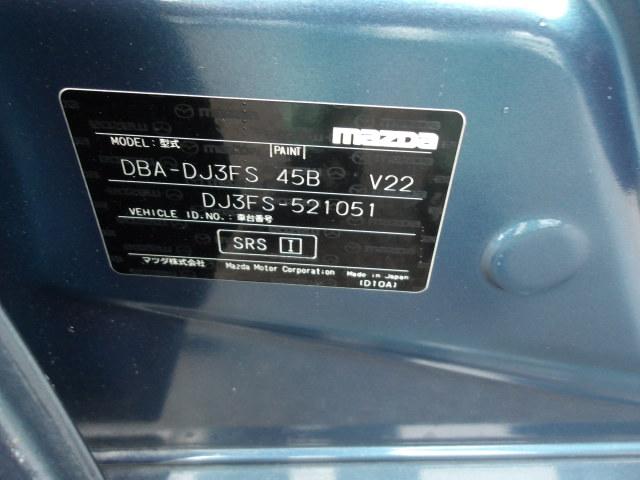 mazda
MODEL: 型式 PAINT
DBA-DJ3FS 45B V22
DJ3FS-521051
VEHICLE ID.NO.: 車台番号
SRS I
マツダ株式会社 Mazda Motor Corporation Made in Japan
(D10A)